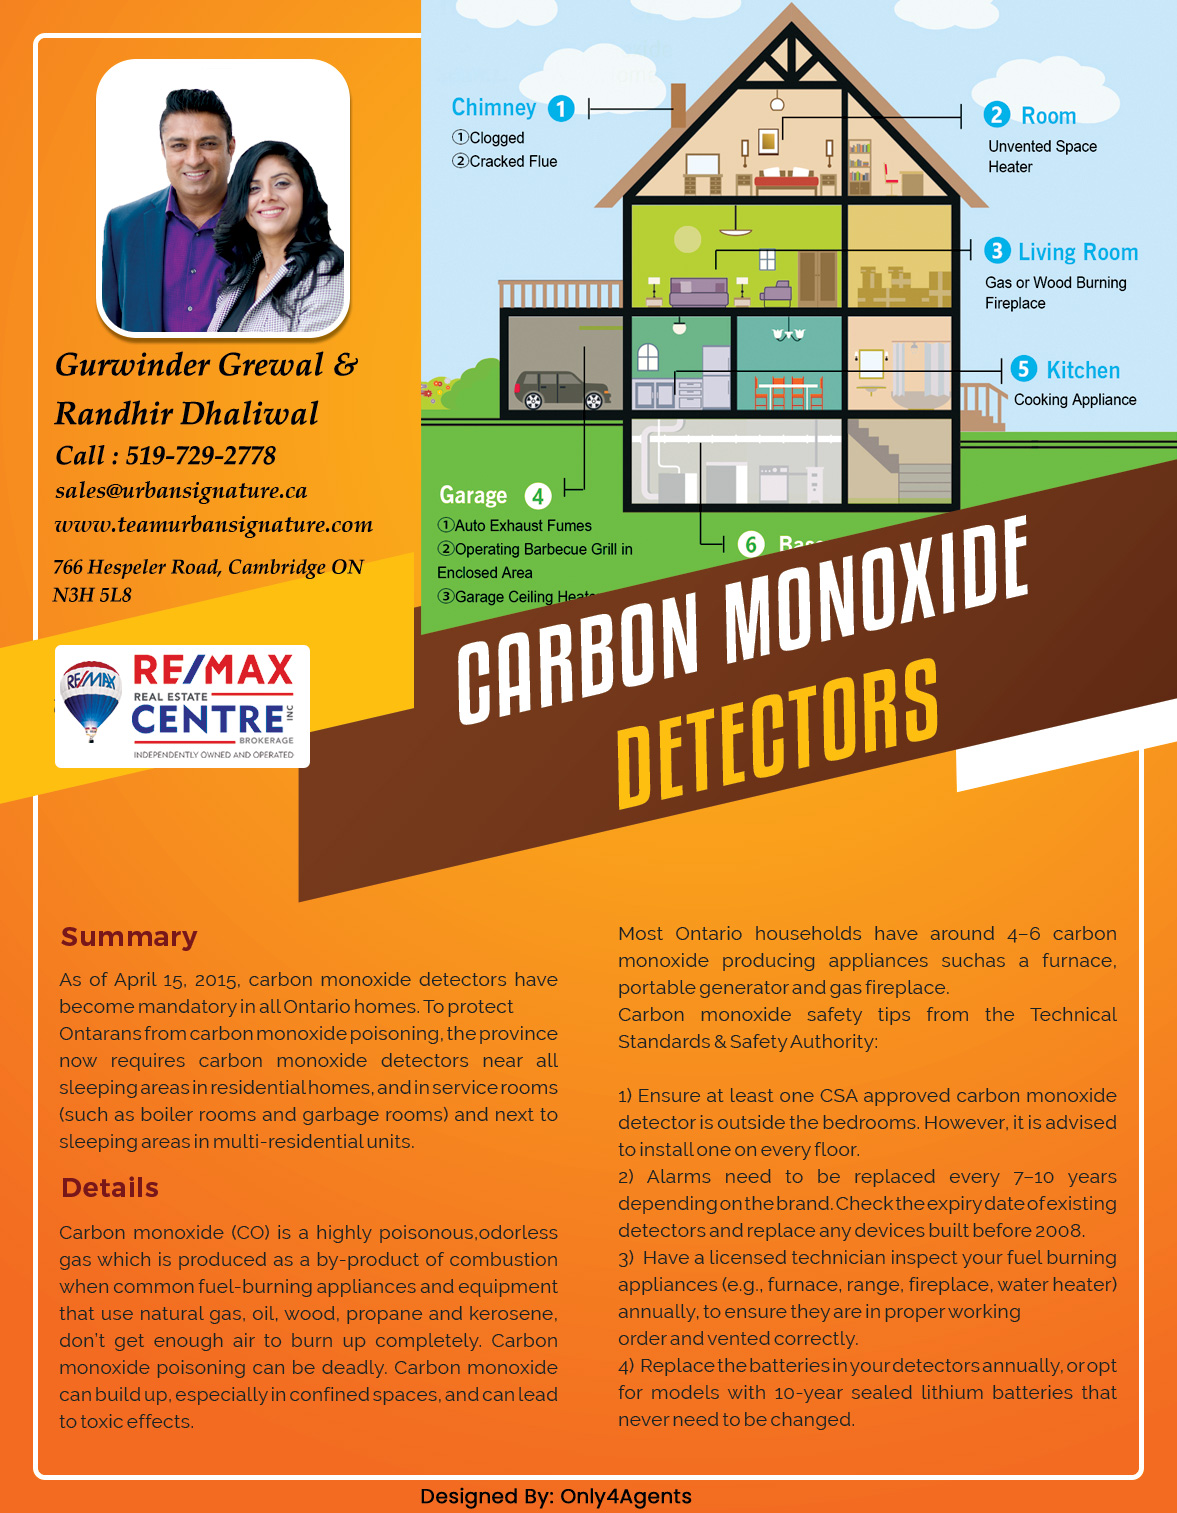 Gurwinder Grewal &
Randhir Dhaliwal
Call : 519-729-2778
sales@urbansignature.ca
www.teamurbansignature.com
766 Hespeler Road, Cambridge ON
N3H 5L8
RE/MAX
RE/MAX
REAL ESTATE
CENTRE INC
BROKERAGE
INDEPENDENTLY OWNED AND OPERATED
Chimney 1
①Clogged
②Cracked Flue
2 Room
Unvented Space
Heater
3 Living Room
Gas or Wood Burning
Fireplace
5 Kitchen
Cooking Appliance
Garage 4
①Auto Exhaust Fumes
②Operating Barbecue Grill in
Enclosed Area
③Garage Ceiling
6
CARBON MONOXIDE
DETECTORS
Summary
As of April 15, 2015, carbon monoxide detectors have
become mandatory in all Ontario homes. To protect
Ontarans from carbon monoxide poisoning, the province
now requires carbon monoxide detectors near all
sleeping areas in residential homes, and in service rooms
(such as boiler rooms and garbage rooms) and next to
sleeping areas in multi-residential units.
Details
Carbon monoxide (CO) is a highly poisonous,odorless
gas which is produced as a by-product of combustion
when common fuel-burning appliances and equipment
that use natural gas, oil, wood, propane and kerosene,
don't get enough air to burn up completely. Carbon
monoxide poisoning can be deadly. Carbon monoxide
can build up, especially in confined spaces, and can lead
to toxic effects.
Most Ontario households have around 4–6 carbon
monoxide producing appliances suchas a furnace,
portable generator and gas fireplace.
Carbon monoxide safety tips from the Technical
Standards & Safety Authority:
1) Ensure at least one CSA approved carbon monoxide
detector is outside the bedrooms. However, it is advised
to install one on every floor.
2) Alarms need to be replaced every 7–10 years
depending on the brand. Check the expiry date of existing
detectors and replace any devices built before 2008.
3) Have a licensed technician inspect your fuel burning
appliances (e.g., furnace, range, fireplace, water heater)
annually, to ensure they are in proper working
order and vented correctly.
4) Replace the batteries in your detectors annually, or opt
for models with 10-year sealed lithium batteries that
never need to be changed.
Designed By: Only4Agents